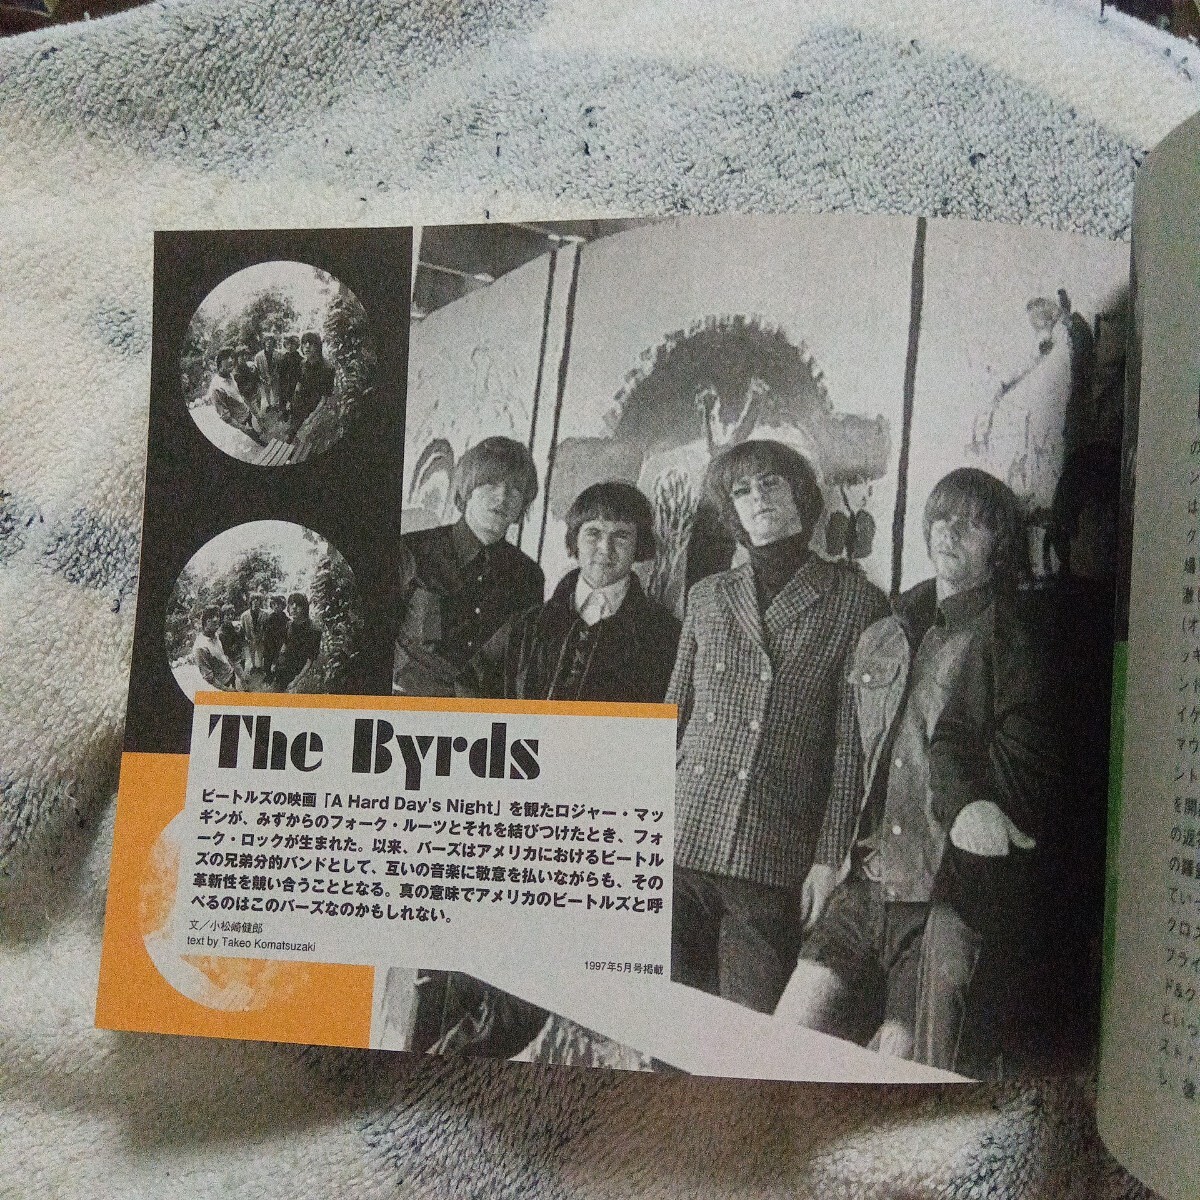 The Byrds
ビートルズの映画「A Hard Day's Night」を観たロジャー・マッ
ギンが、みずからのフォーク・ルーツとそれを結びつけたとき、フォ
ーク・ロックが生まれた。以来、バーズはアメリカにおけるビートル
ズの兄弟分的バンドとして、互いの音楽に敬意を払いながらも、その
革新性を競い合うこととなる。真の意味でアメリカのビートルズと呼
べるのはこのバーズなのかもしれない。
文／小松崎健郎
text by Takeo Komatsuzaki
1997年5月号掲載